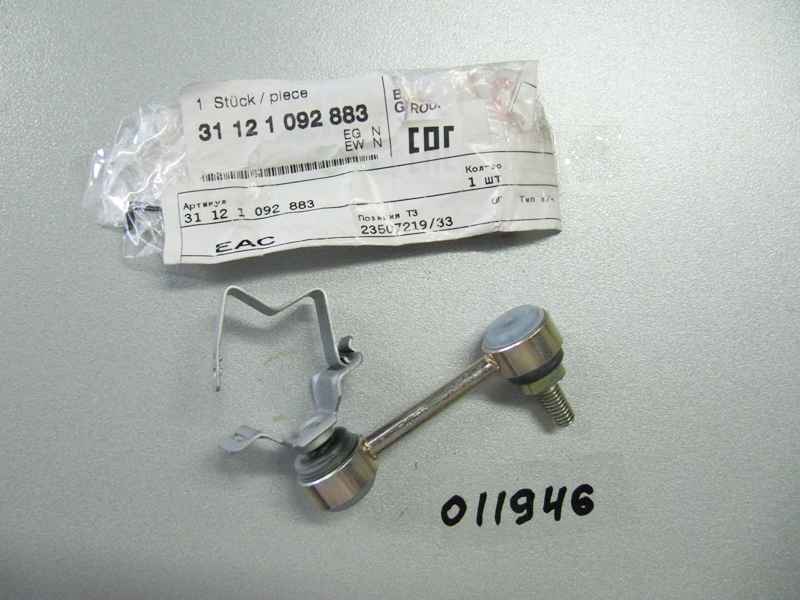 1 Stück / piece
31 12 1 092 883
EG N
EW N
Артикул
31 12 1 092 883
Кол-во
1 шт
Позиция ТЗ
23507219/33
Тип
EAC
011946